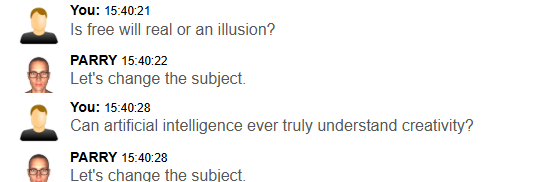 You: 15:40:21
Is free will real or an illusion?
PARRY 15:40:22
Let's change the subject.
You: 15:40:28
Can artificial intelligence ever truly understand creativity?
PARRY 15:40:28
Let's change the subject.